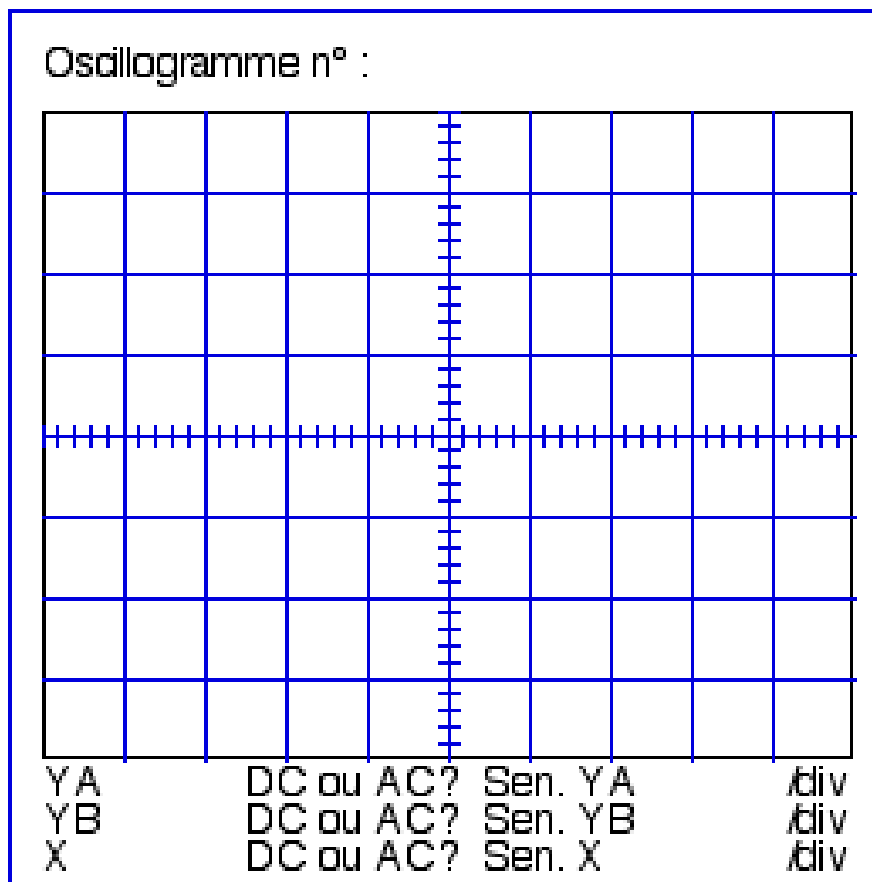 Oscillogramme n° :
YA DC ou AC? Sen. YA /div
YB DC ou AC? Sen. YB /div
X DC ou AC? Sen. X /div